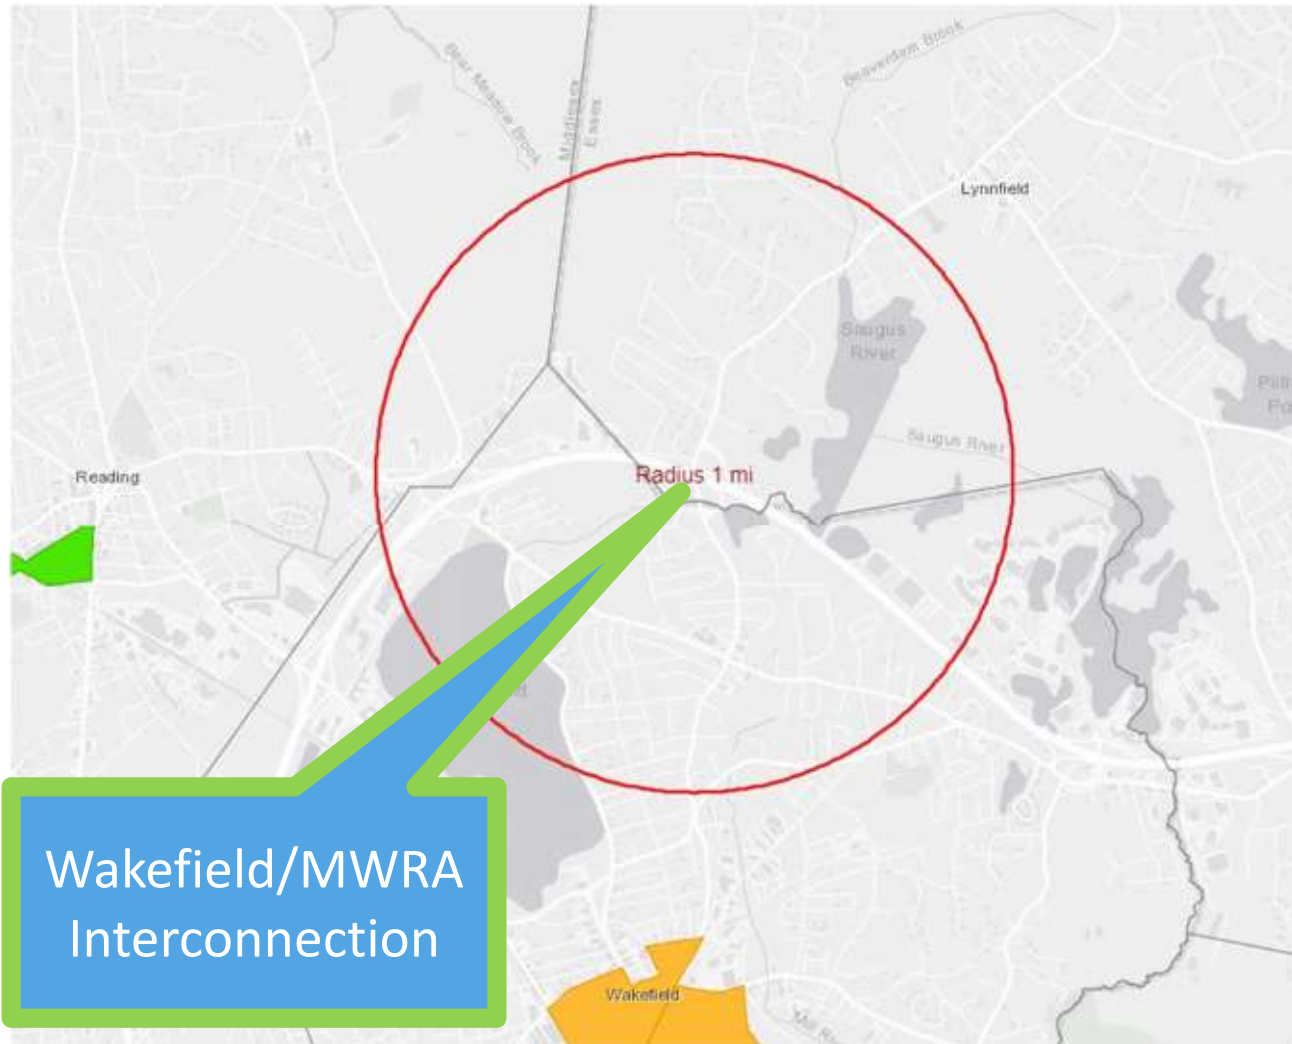 Bear Meadow Brook
Middlesex
Essex
Beaverdam Brook
Lynnfield
Saugus
River
Saugus River
Reading
Radius 1 mi
Wakefield/MWRA
Interconnection
Wakefield